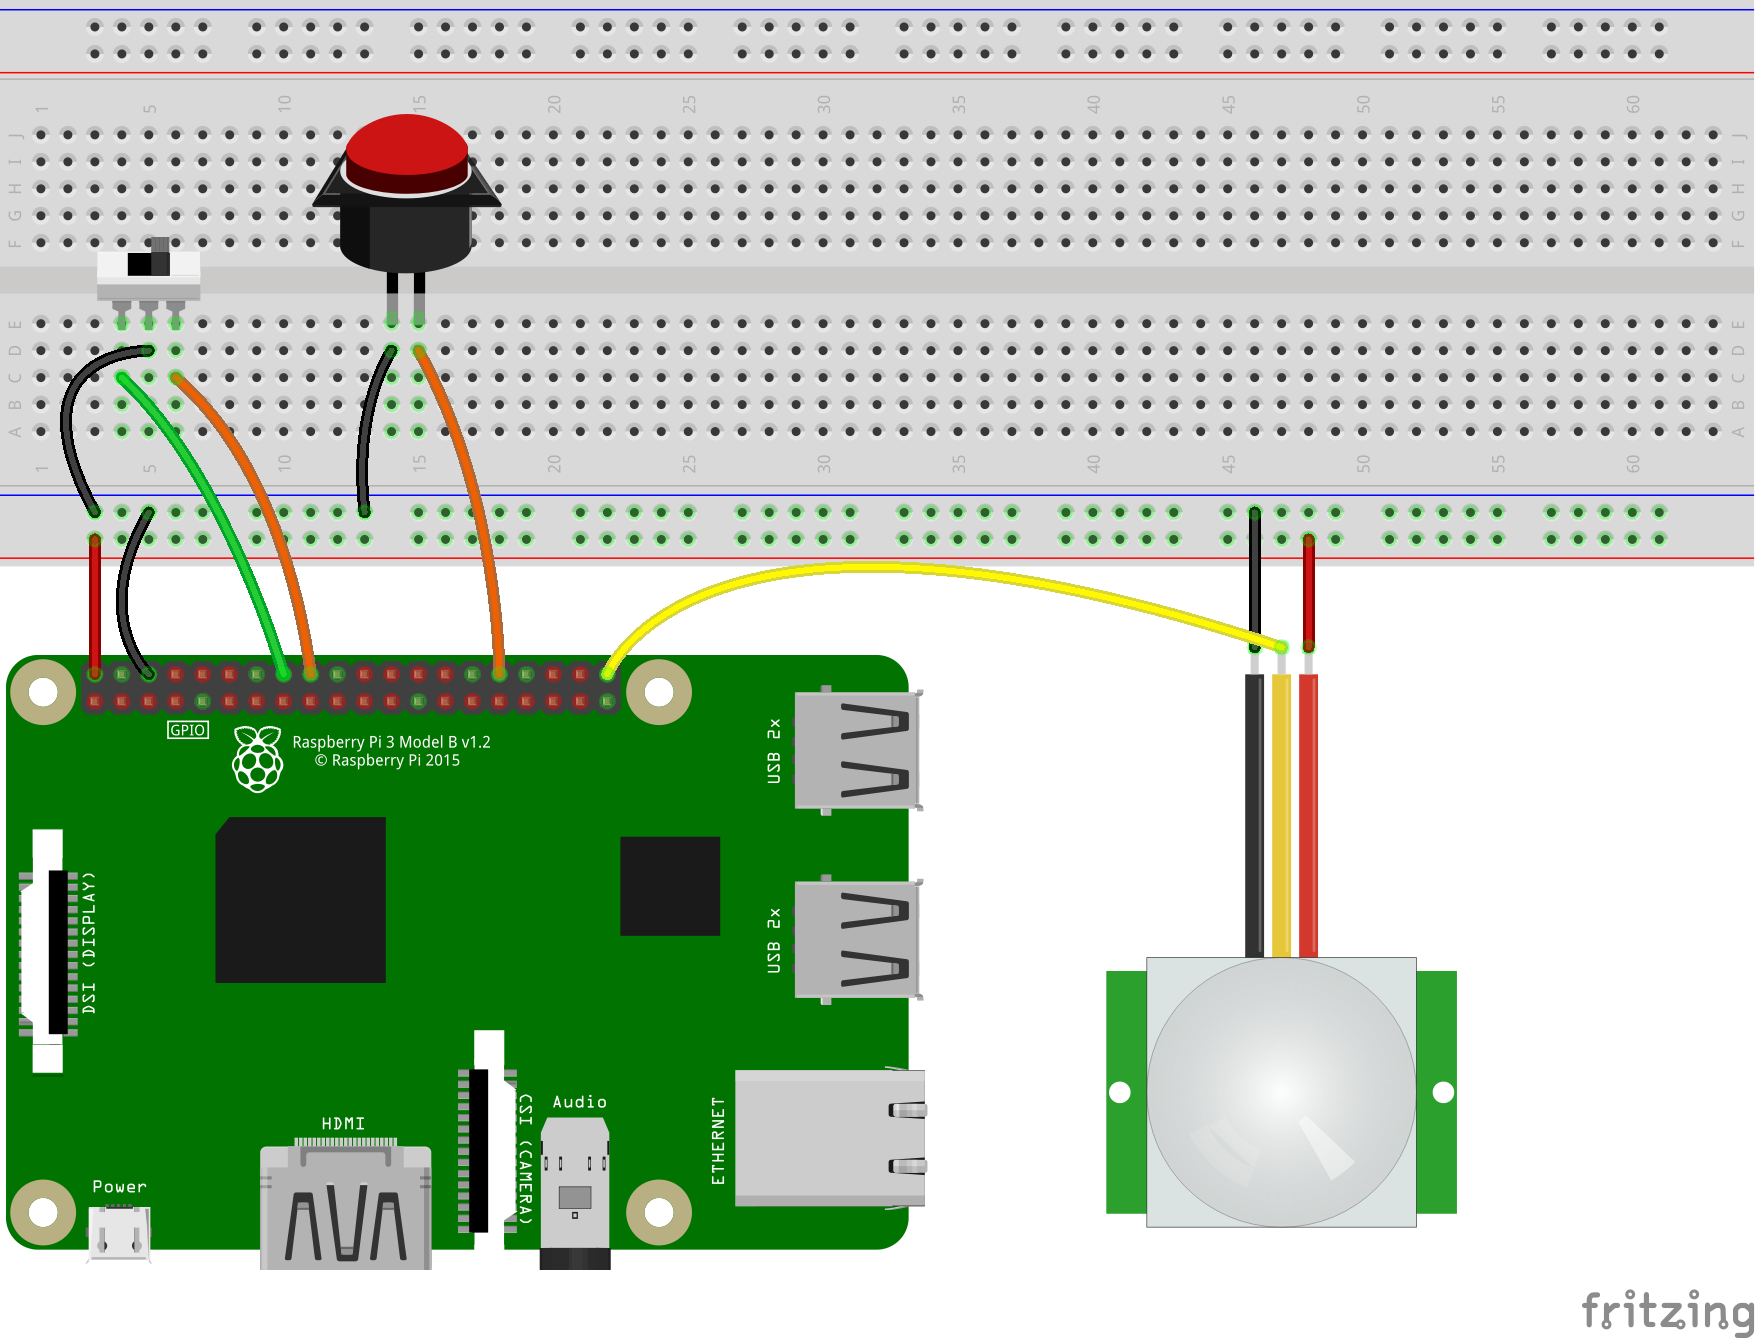 1 5 10 15 20 25 30 35 40 45 50 55 60
J J
I I
H H
G G
F F
E E
D D
C C
B B
A A
1 5 10 15 20 25 30 35 40 45 50 55 60
GPIO
Raspberry Pi 3 Model B v1.2
© Raspberry Pi 2015
USB 2x
DSI (DISPLAY)
USB 2x
HDMI
CSI (CAMERA)
Audio
ETHERNET
Power
fritzing